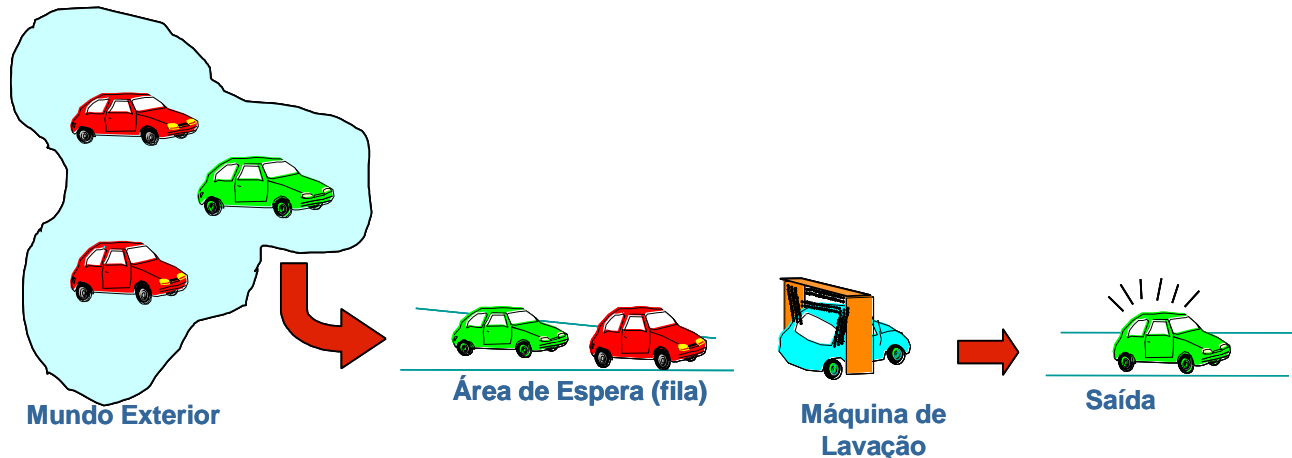 Mundo Exterior
Área de Espera (fila)
Máquina de
Lavação
Saída